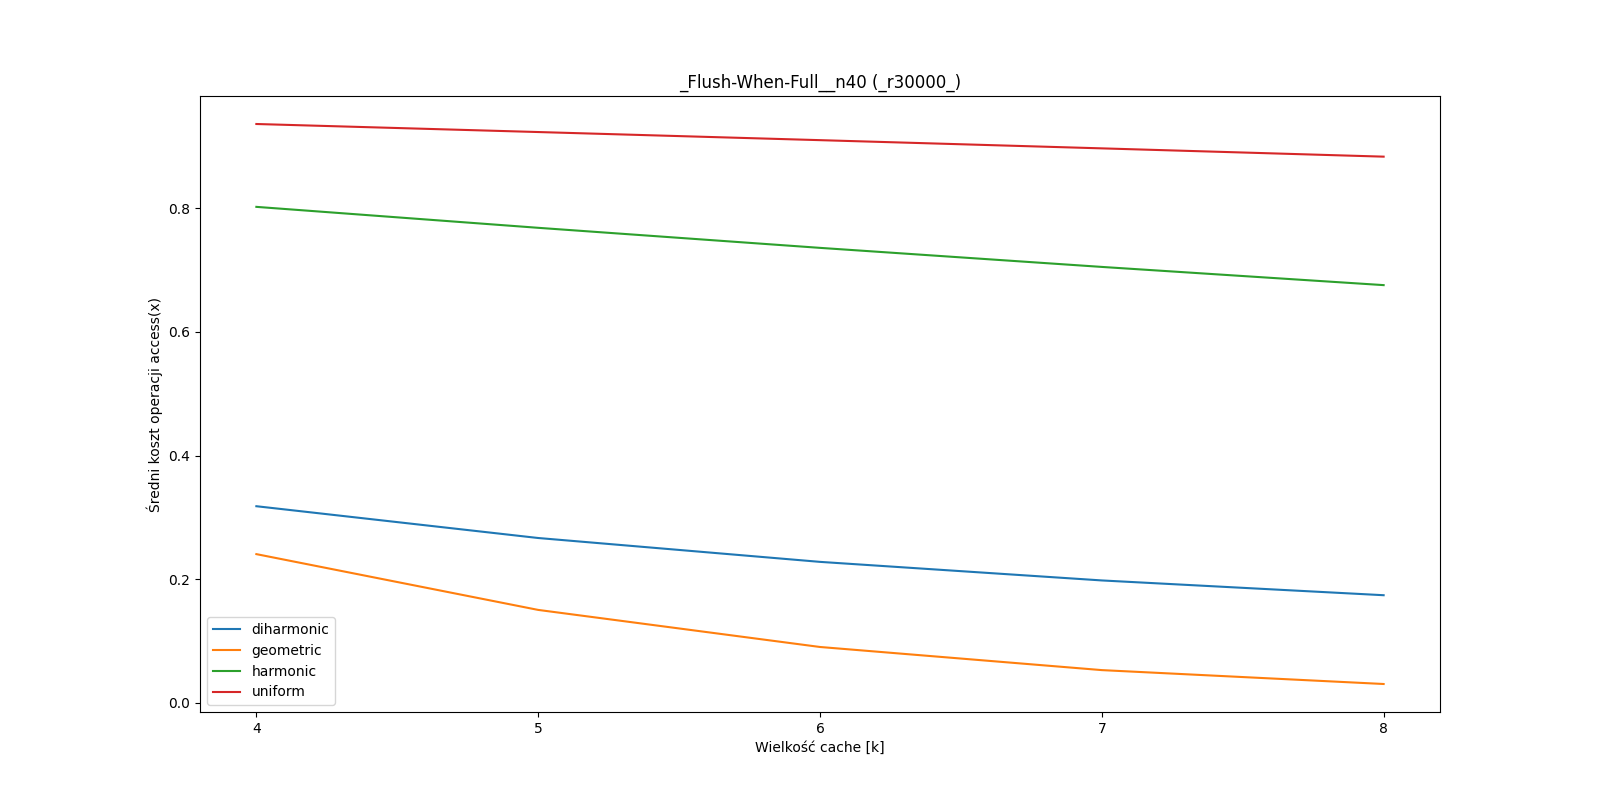 _Flush-When-Full__n40 (_r30000_)
Średni koszt operacji access(x)
0.8
0.6
0.4
0.2
0.0
diharmonic
geometric
harmonic
uniform
4 5 6 7 8
Wielkość cache [k]